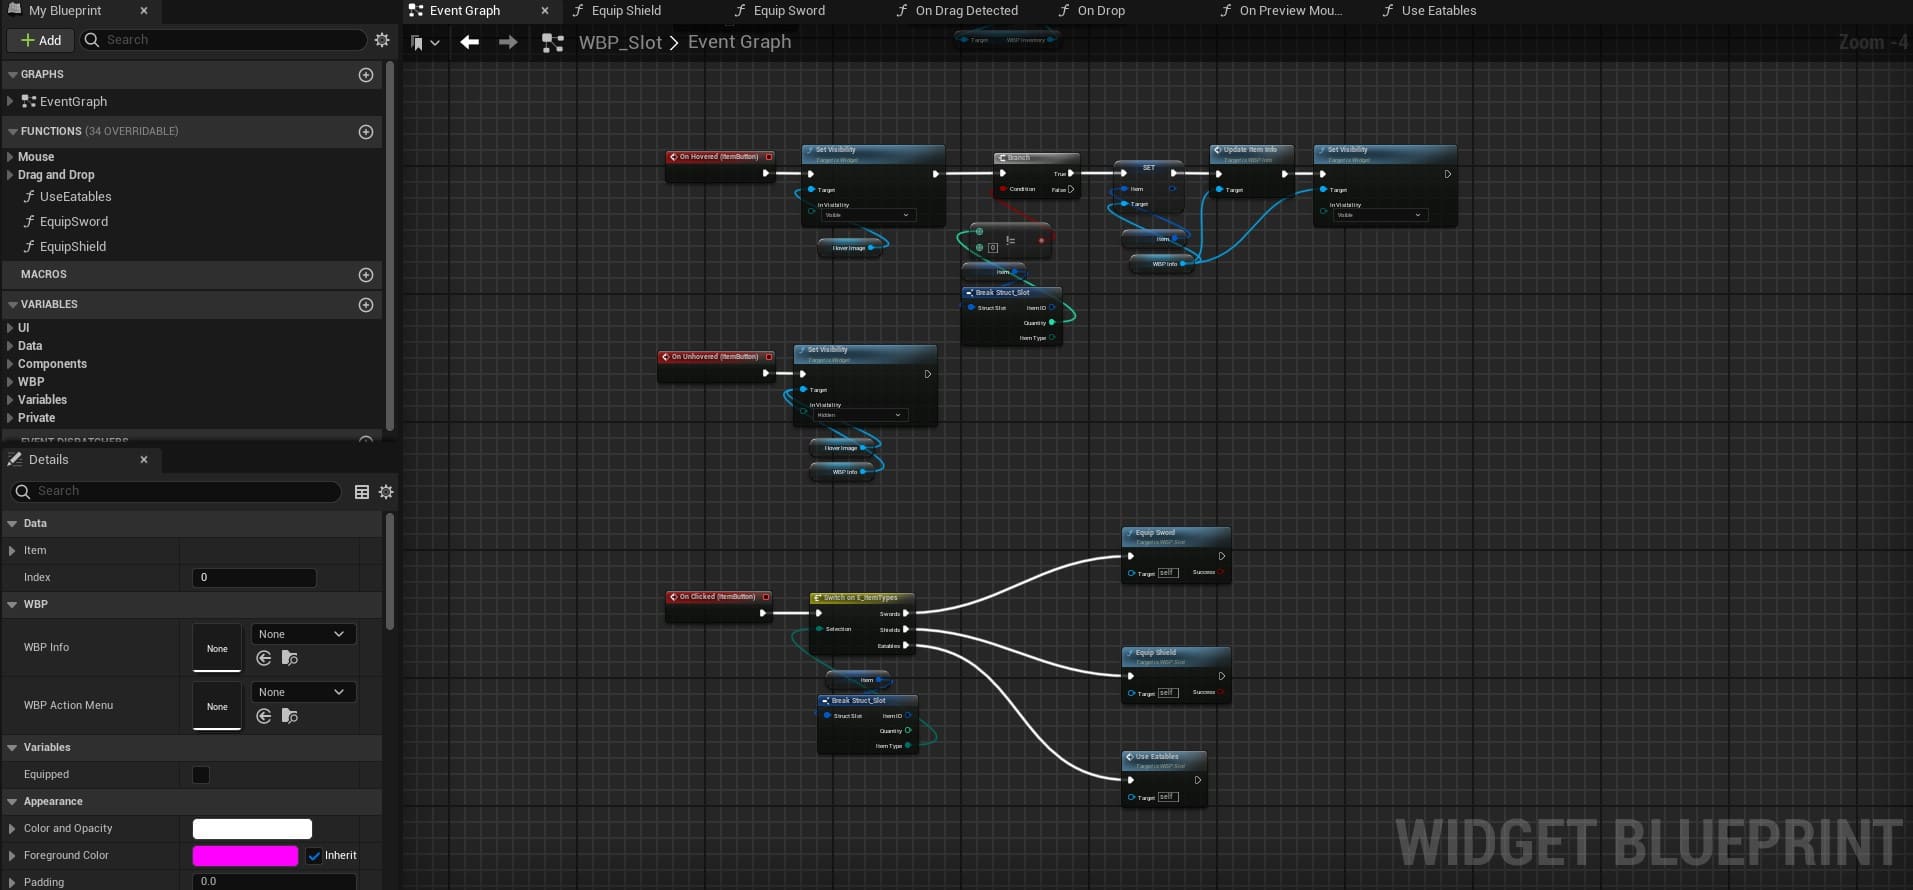 My Blueprint
Event Graph
Equip Shield
Equip Sword
On Drag Detected
On Drop
On Preview Mou...
Use Eatables
Add
Search
WBP_Slot
Event Graph
Target
WBP Inventory
Zoom -4
GRAPHS
EventGraph
FUNCTIONS (34 OVERRIDABLE)
Mouse
Drag and Drop
UseEatables
EquipSword
EquipShield
MACROS
VARIABLES
UI
Data
Components
WBP
Variables
Private
EVENT DISPATCHERS
Details
Search
Data
Item
Index
0
WBP
WBP Info
None
None
WBP Action Menu
None
None
Variables
Equipped
Appearance
Color and Opacity
Foreground Color
Inherit
Padding
0.0
On Hovered (ItemButton)
Set Visibility
Target is Widget
Target
In Visibility
Visible
Hover Image
Branch
True
Condition
False
!=
0
Item
Break Struct_Slot
Struct Slot
Item ID
Quantity
Item Type
SET
Item
Target
Item
WBP Info
Update Item Info
Target is WBP Info
Target
Set Visibility
Target is Widget
Target
In Visibility
Visible
On Unhovered (ItemButton)
Set Visibility
Target is Widget
Target
In Visibility
Hidden
Hover Image
WBP Info
On Clicked (ItemButton)
Switch on E_ItemTypes
Swords
Selection
Shields
Eatables
Item
Break Struct_Slot
Struct Slot
Item ID
Quantity
Item Type
Equip Sword
Target is WBP Slot
Target
self
Success
Equip Shield
Target is WBP Slot
Target
self
Success
Use Eatables
Target is WBP Slot
Target
self
WIDGET BLUEPRINT